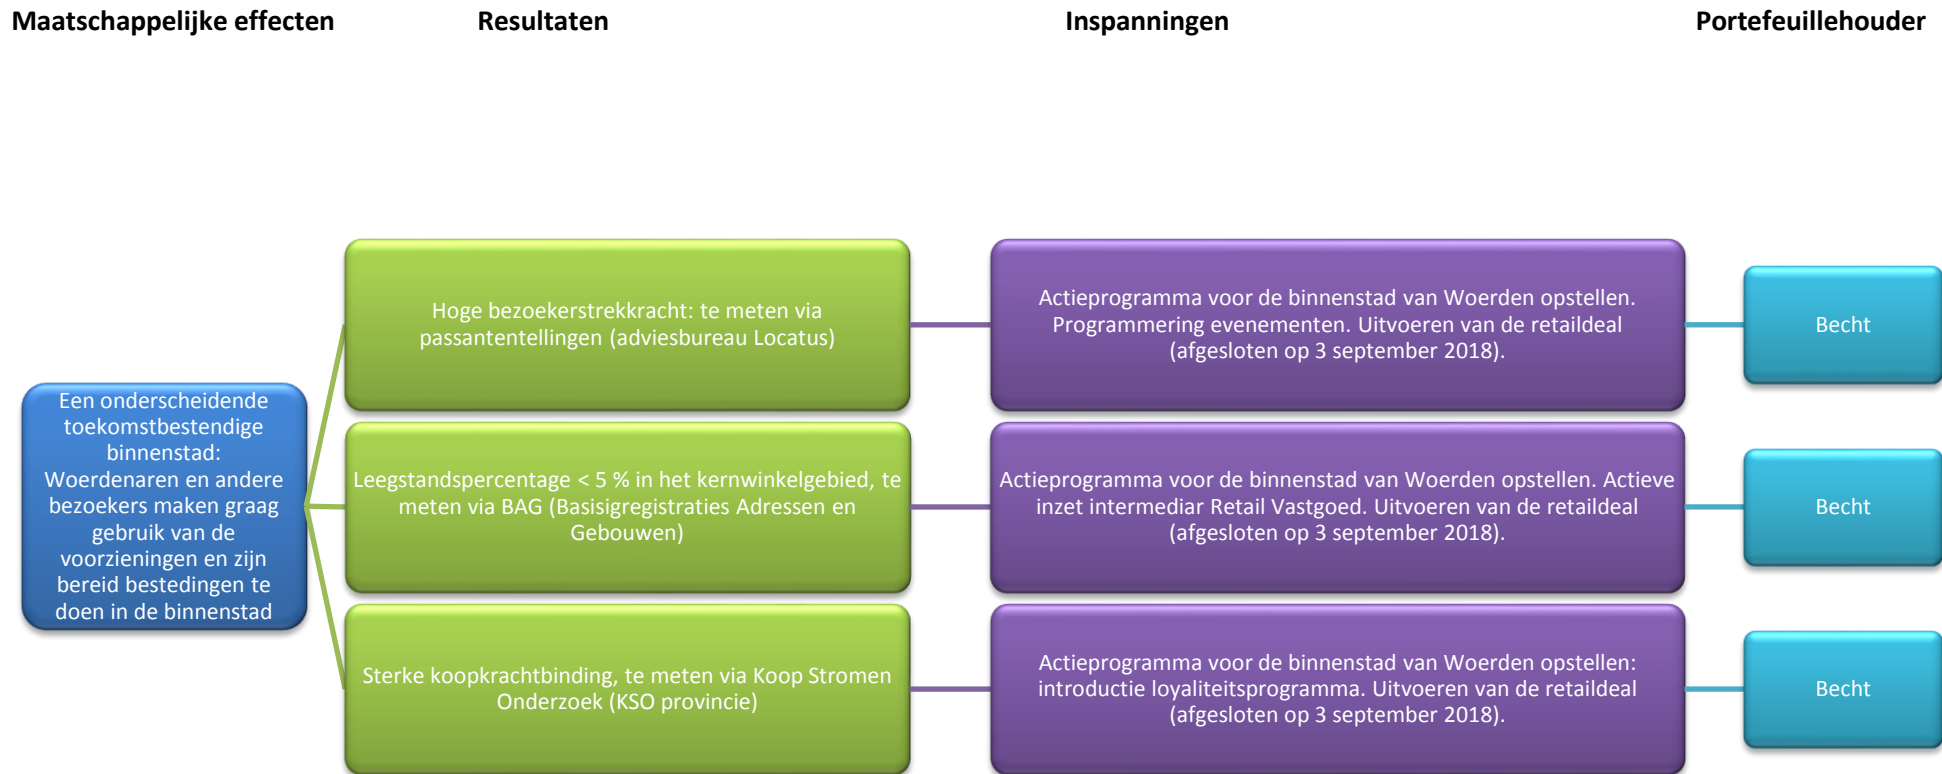 Maatschappelijke effecten
Resultaten
Inspanningen
Portefeuillehouder
Een onderscheidende
toekomstbestendige
binnenstad:
Woerdenaren en andere
bezoekers maken graag
gebruik van de
voorzieningen en zijn
bereid bestedingen te
doen in de binnenstad
Hoge bezoekerstrekkracht: te meten via
passantentellingen (adviesbureau Locatus)
Actieprogramma voor de binnenstad van Woerden opstellen.
Programmering evenementen. Uitvoeren van de retaildeal
(afgesloten op 3 september 2018).
Becht
Leegstandspercentage < 5 % in het kernwinkelgebied, te
meten via BAG (Basisigregistraties Adressen en
Gebouwen)
Actieprogramma voor de binnenstad van Woerden opstellen. Actieve
inzet intermediar Retail Vastgoed. Uitvoeren van de retaildeal
(afgesloten op 3 september 2018).
Becht
Sterke koopkrachtbinding, te meten via Koop Stromen
Onderzoek (KSO provincie)
Actieprogramma voor de binnenstad van Woerden opstellen:
introductie loyaliteitsprogramma. Uitvoeren van de retaildeal
(afgesloten op 3 september 2018).
Becht